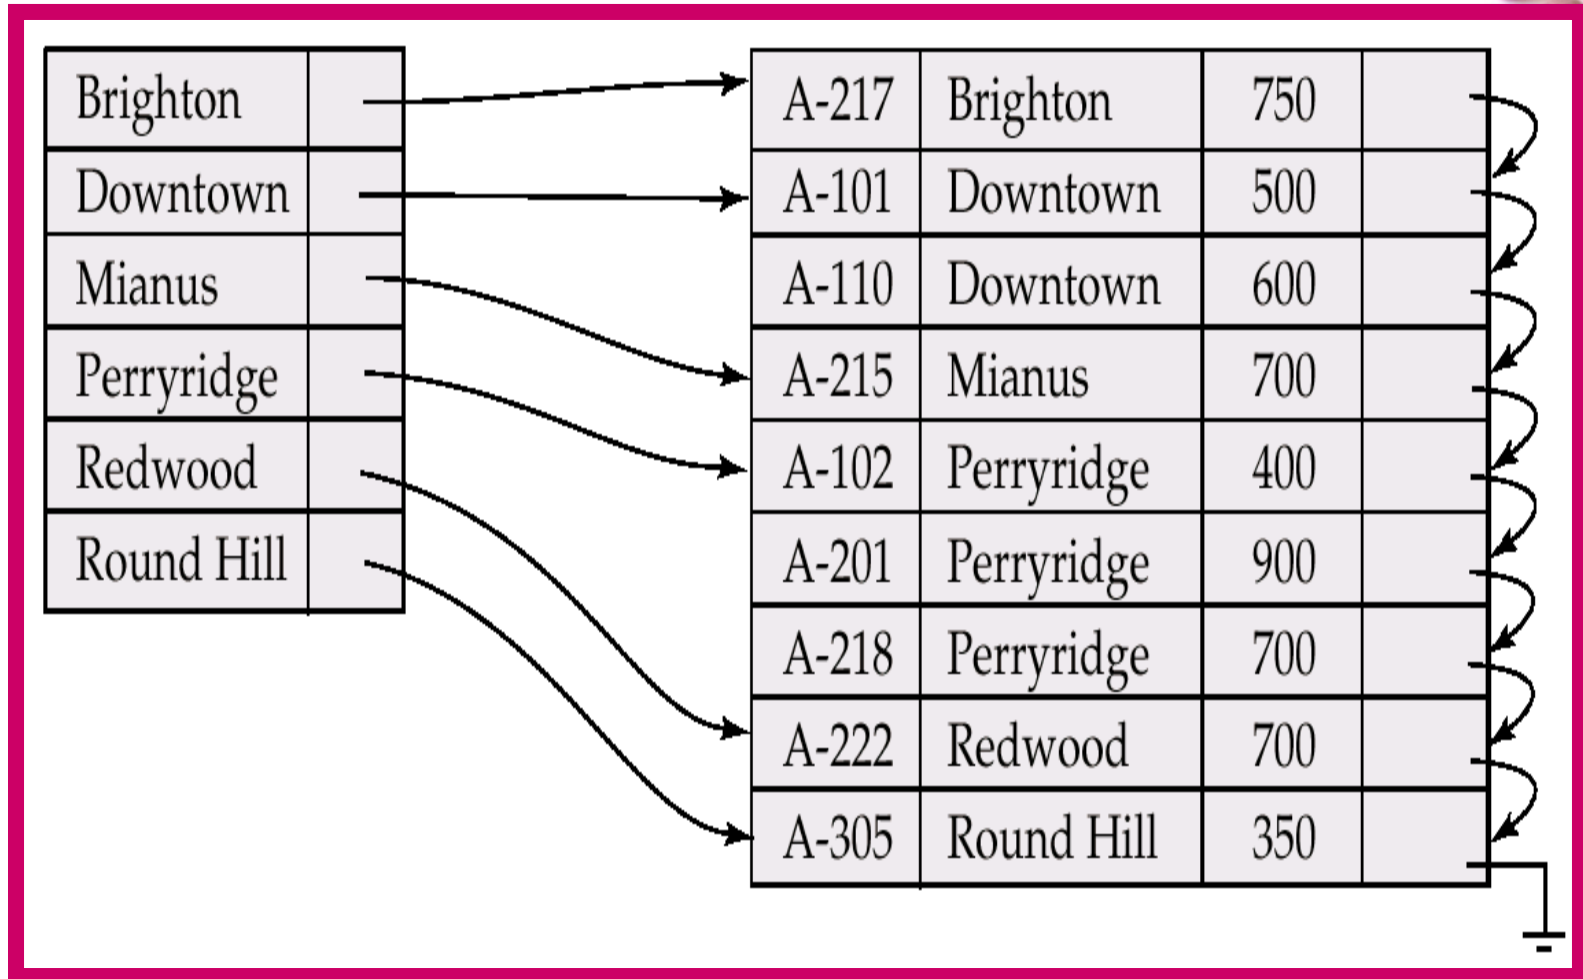 Brighton
Downtown
Mianus
Perryridge
Redwood
Round Hill
A-217 Brighton 750
A-101 Downtown 500
A-110 Downtown 600
A-215 Mianus 700
A-102 Perryridge 400
A-201 Perryridge 900
A-218 Perryridge 700
A-222 Redwood 700
A-305 Round Hill 350